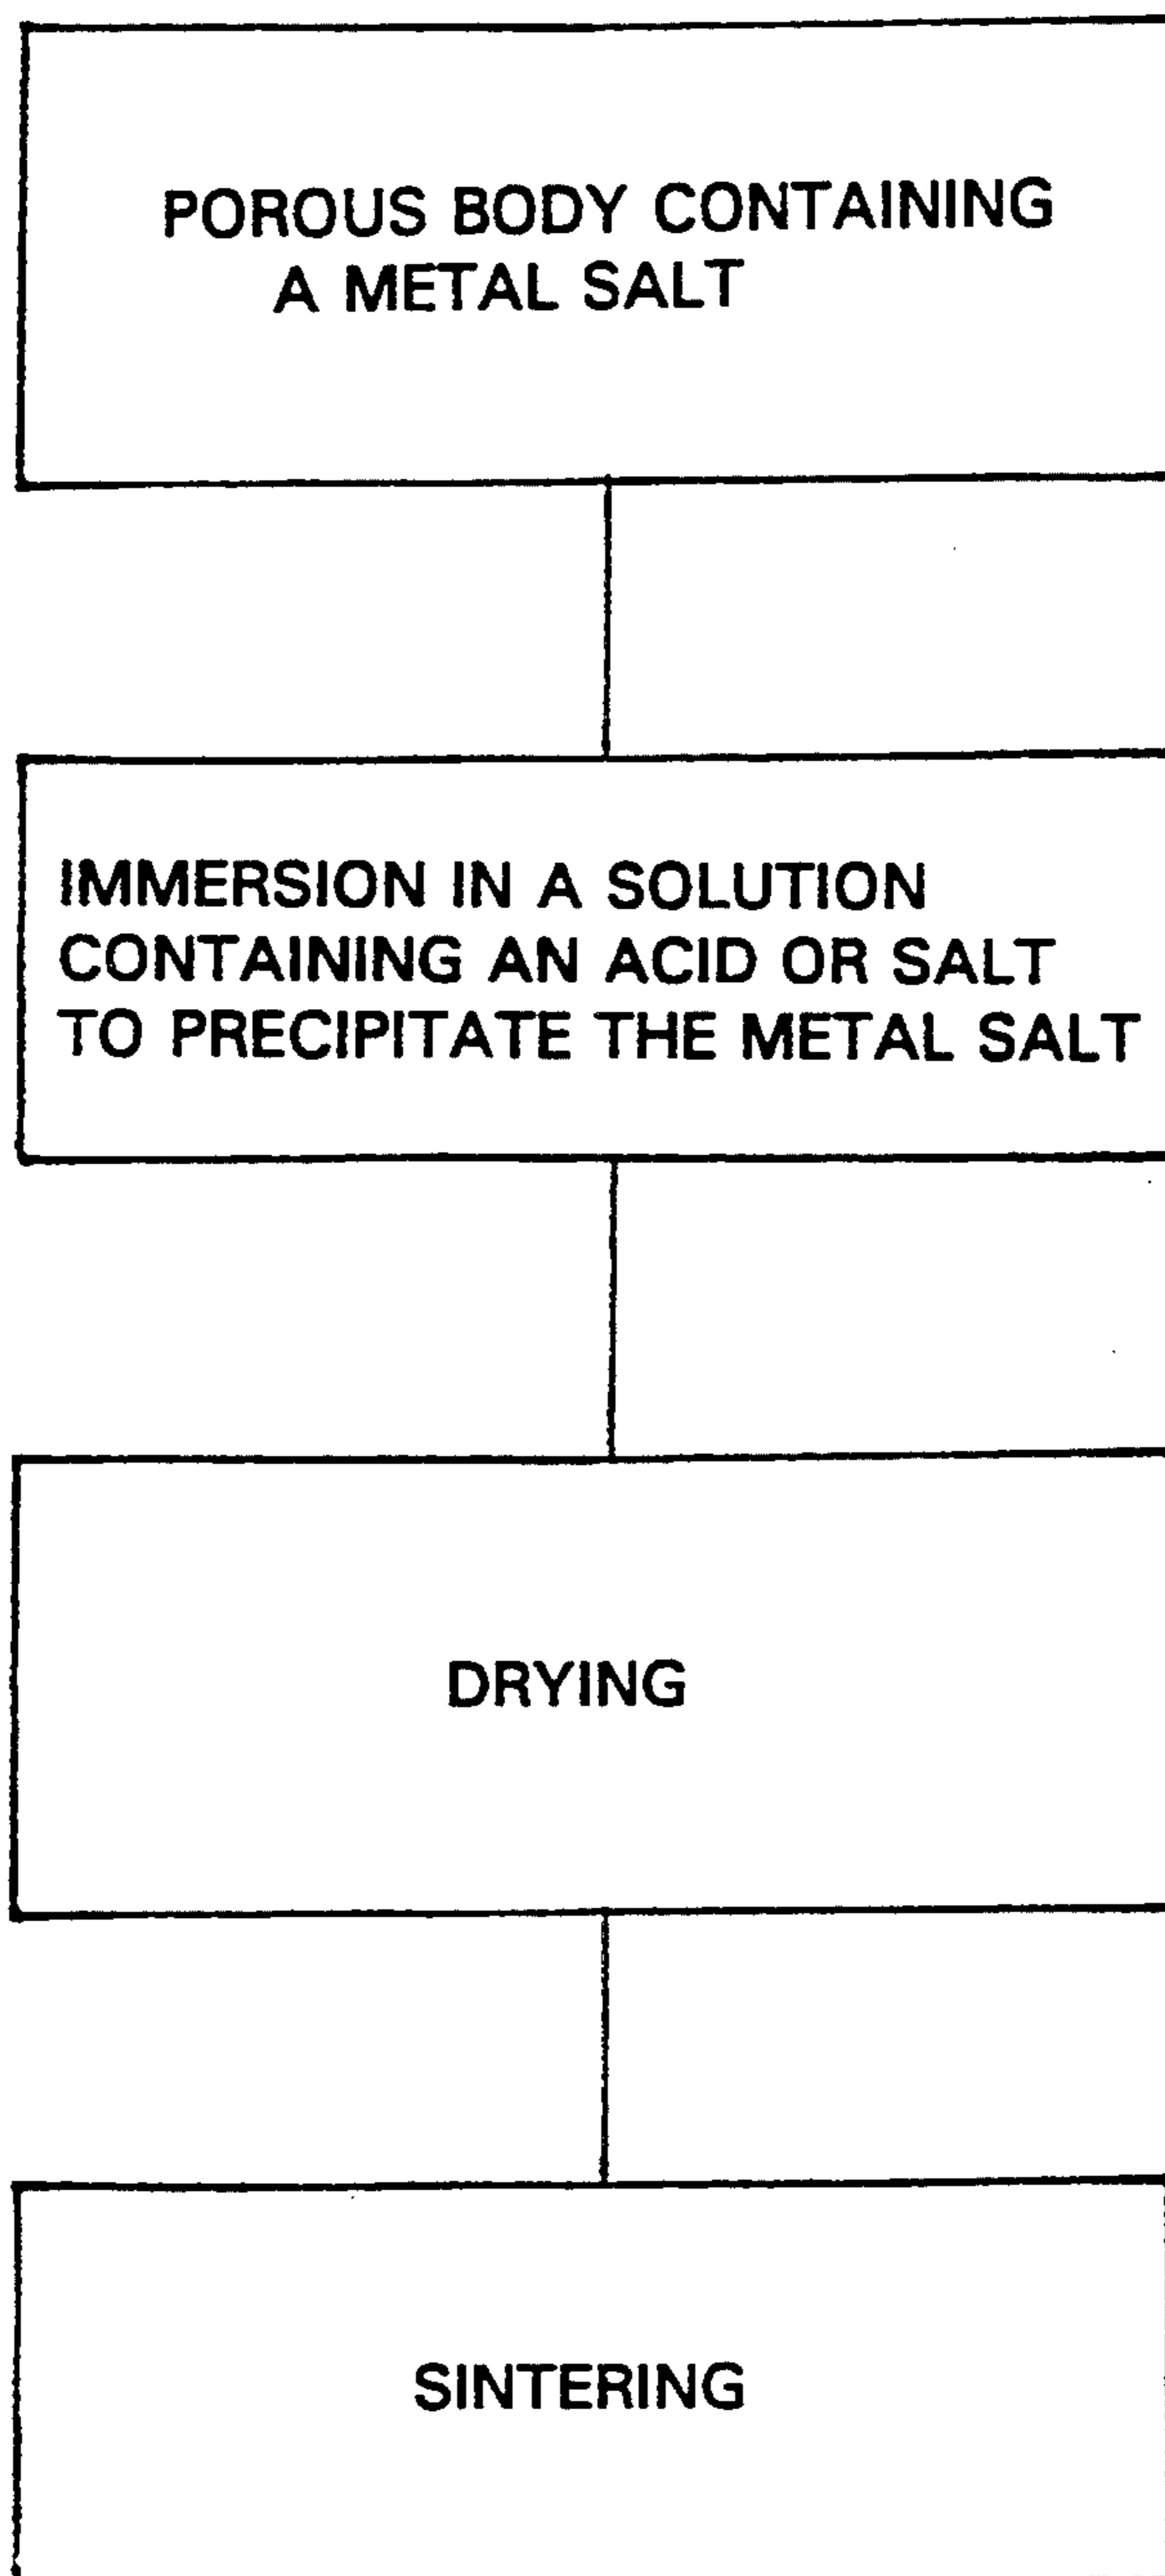 POROUS BODY CONTAINING
A METAL SALT
IMMERSION IN A SOLUTION
CONTAINING AN ACID OR SALT
TO PRECIPITATE THE METAL SALT
DRYING
SINTERING